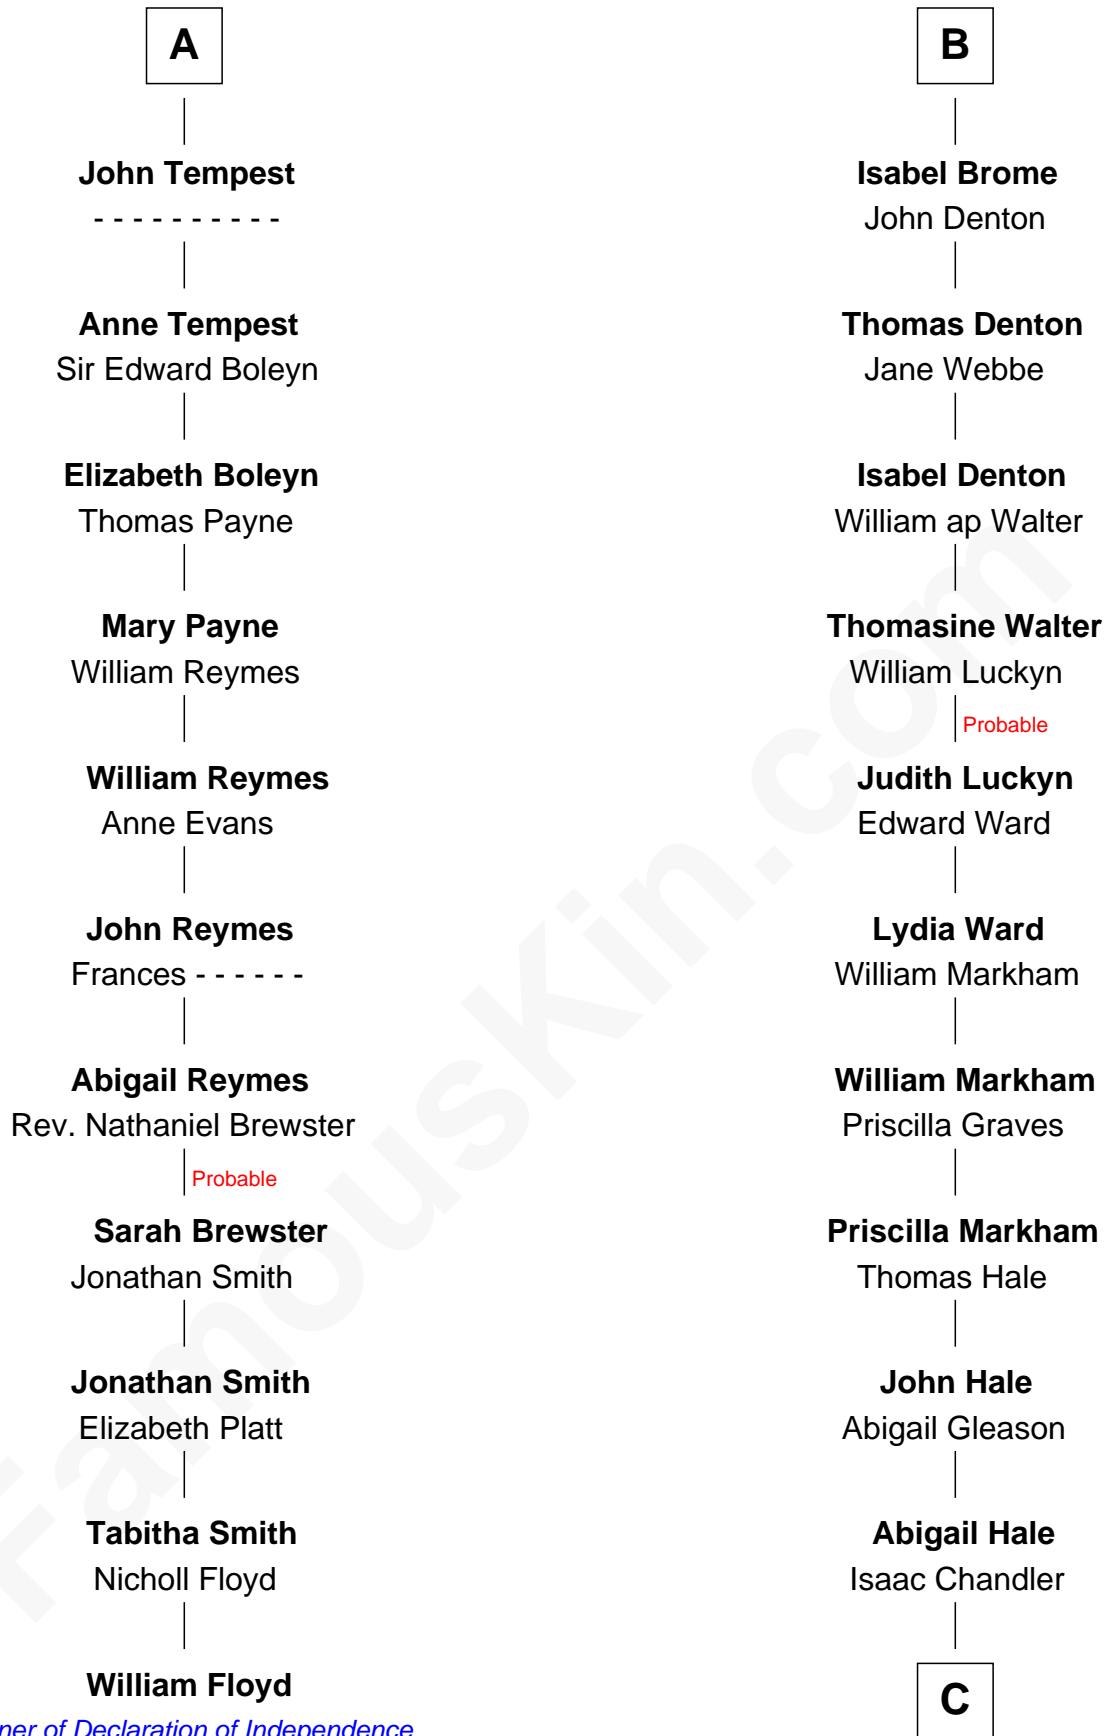 A
John Tempest
- - - - - - - - - -
Anne Tempest
Sir Edward Boleyn
Elizabeth Boleyn
Thomas Payne
Mary Payne
William Reymes
William Reymes
Anne Evans
John Reymes
Frances - - - - - -
Abigail Reymes
Rev. Nathaniel Brewster
Probable
Sarah Brewster
Jonathan Smith
Jonathan Smith
Elizabeth Platt
Tabitha Smith
Nicholl Floyd
William Floyd
of Declaration of Independence
B
Isabel Brome
John Denton
Thomas Denton
Jane Webbe
Isabel Denton
William ap Walter
Thomasine Walter
William Luckyn
Probable
Judith Luckyn
Edward Ward
Lydia Ward
William Markham
William Markham
Priscilla Graves
Priscilla Markham
Thomas Hale
John Hale
Abigail Gleason
Abigail Hale
Isaac Chandler
C
FamousKin.com